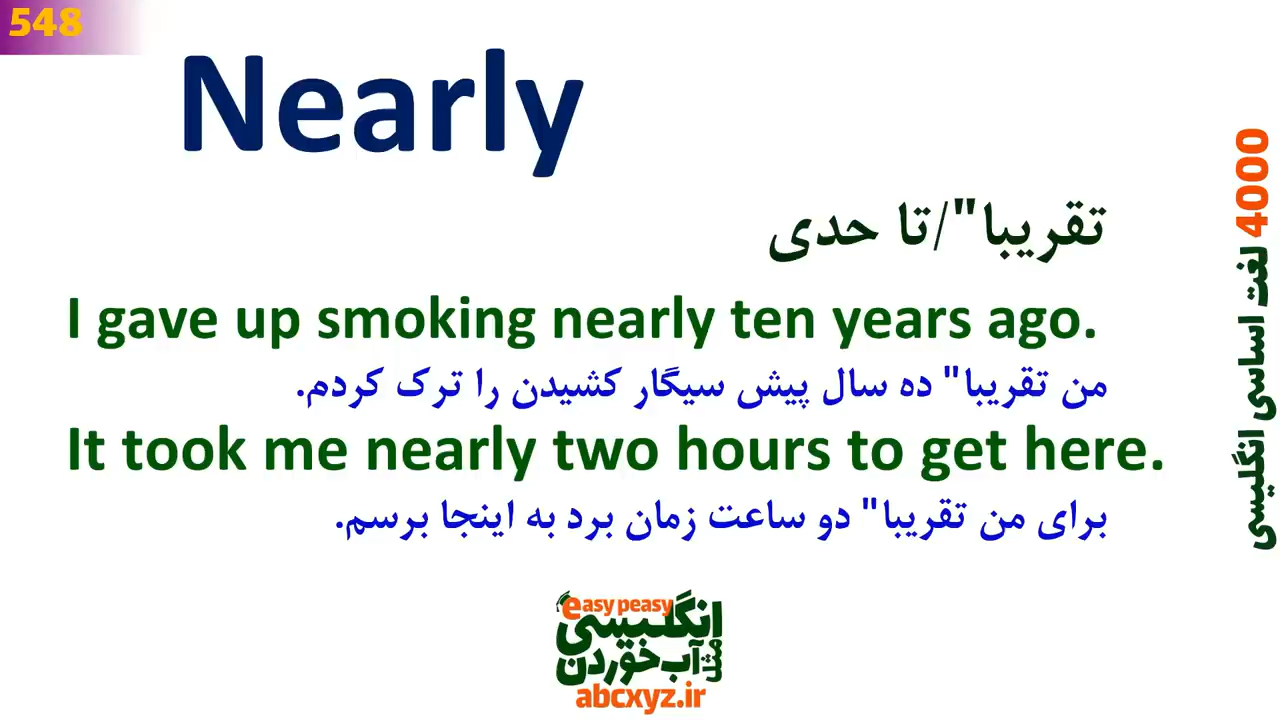 548
Nearly
تقریبا"/تا حدی
I gave up smoking nearly ten years ago.
من تقریبا" ده سال پیش سیگار کشیدن را ترک کردم.
It took me nearly two hours to get here.
برای من تقریبا" دو ساعت زمان برد به اینجا برسم.
4000 لغت اساسی انگلیسی
easy peasy
انگلیسی
مثل آب خوردن
abcxyz.ir